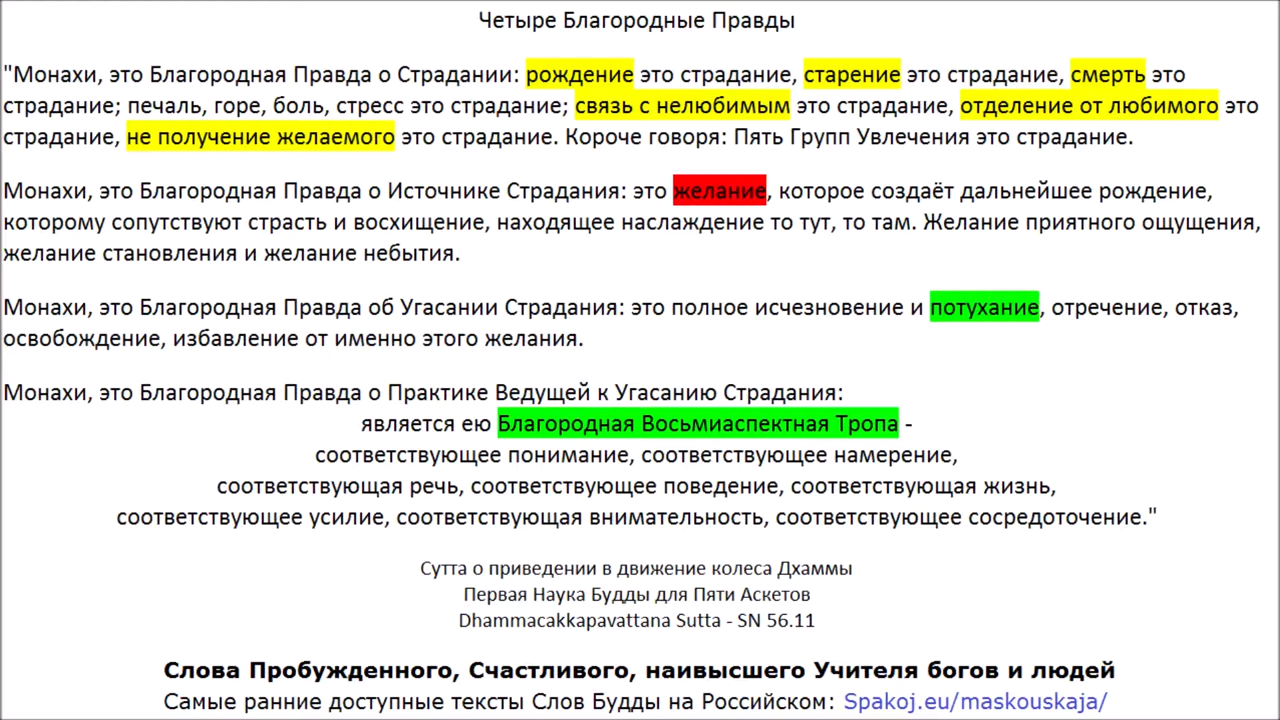 Четыре Благородные Правды
"Монахи, это Благородная Правда о Страдании: рождение это страдание, старение это страдание, смерть это
страдание; печаль, горе, боль, стресс это страдание; связь с нелюбимым это страдание, отделение от любимого это
страдание, не получение желаемого это страдание. Короче говоря: Пять Групп Увлечения это страдание.
Монахи, это Благородная Правда о Источнике Страдания: это желание, которое создаёт дальнейшее рождение,
которому сопутствуют страсть и восхищение, находящее наслаждение то тут, то там. Желание приятного ощущения,
желание становления и желание небытия.
Монахи, это Благородная Правда об Угасании Страдания: это полное исчезновение и потухание, отречение, отказ,
освобождение, избавление от именно этого желания.
Монахи, это Благородная Правда о Практике Ведущей к Угасанию Страдания:
является ею Благородная Восьмиаспектная Тропа -
соответствующее понимание, соответствующее намерение,
соответствующая речь, соответствующее поведение, соответствующая жизнь,
соответствующее усилие, соответствующая внимательность, соответствующее сосредоточение."
Сутта о приведении в движение колеса Дхаммы
Первая Наука Будды для Пяти Аскетов
Dhammacakkapavattana Sutta - SN 56.11
Слова Пробужденного, Счастливого, наивысшего Учителя богов и людей
Самые ранние доступные тексты Слов Будды на Российском: Spakoj.eu/maskouskaja/